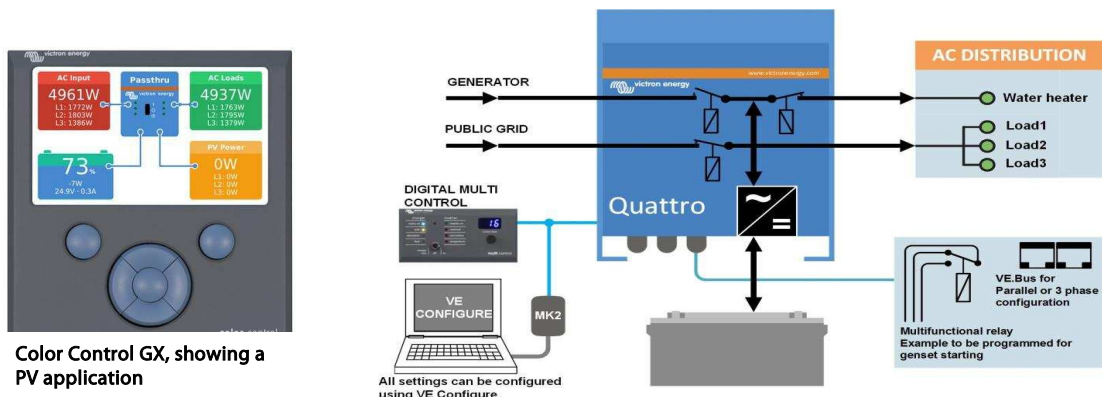 victron energy
AC Input
4961W
L1: 1772W
L2: 1803W
L3: 1386W
Passthru
victron energy
AC Loads
4937W
L1: 1763W
L2: 1795W
L3: 1379W
73%
-7W
24.9V · 0.3A
PV Power
0W
L1: 0W
L2: 0W
L3: 0W
Color Control GX, showing a
PV application
GENERATOR
PUBLIC GRID
victron energy
www.victronenergy.com
Quattro
AC DISTRIBUTION
Water heater
Load1
Load2
Load3
DIGITAL MULTI
CONTROL
16
VE
CONFIGURE
MK2
All settings can be configured
using VE Configure
VE.Bus for
Parallel or 3 phase
configuration
Multifunctional relay
Example to be programmed for
genset starting